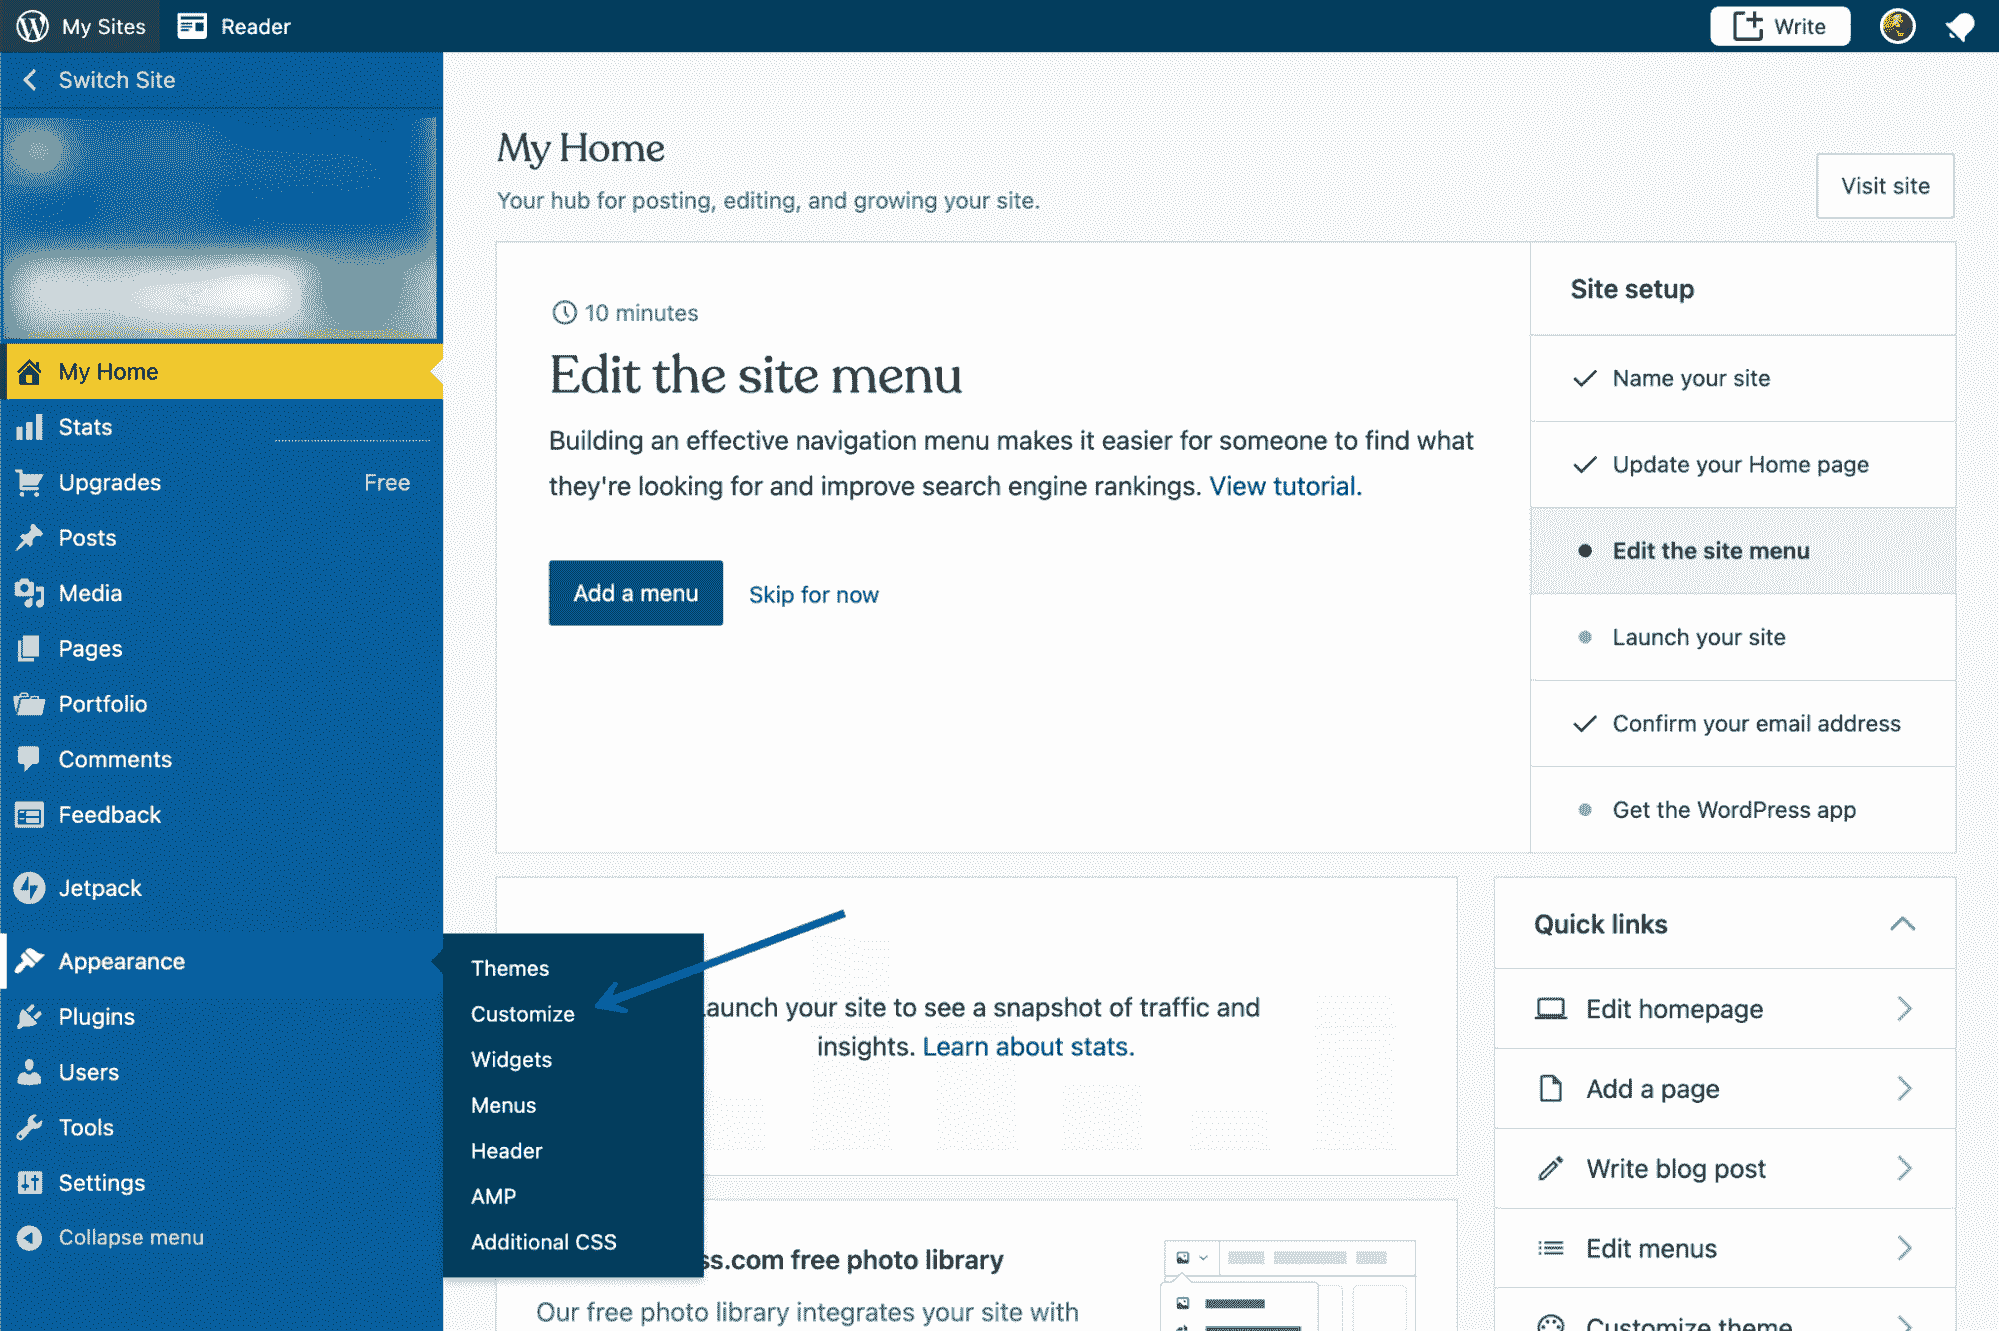 My Sites
Reader
Write
Switch Site
My Home
Stats
Upgrades
Free
Posts
Media
Pages
Portfolio
Comments
Feedback
Jetpack
Appearance
Plugins
Users
Tools
Settings
Collapse menu
Themes
Customize
Widgets
Menus
Header
AMP
Additional CSS
My Home
Your hub for posting, editing, and growing your site.
Visit site
10 minutes
Edit the site menu
Building an effective navigation menu makes it easier for someone to find what
they're looking for and improve search engine rankings. View tutorial.
Add a menu
Skip for now
Site setup
Name your site
Update your Home page
Edit the site menu
Launch your site
Confirm your email address
Get the WordPress app
aunch your site to see a snapshot of traffic and
insights. Learn about stats.
ss.com free photo library
Our free photo library integrates your site with
Quick links
Edit homepage
Add a page
Write blog post
Edit menus
Customize theme